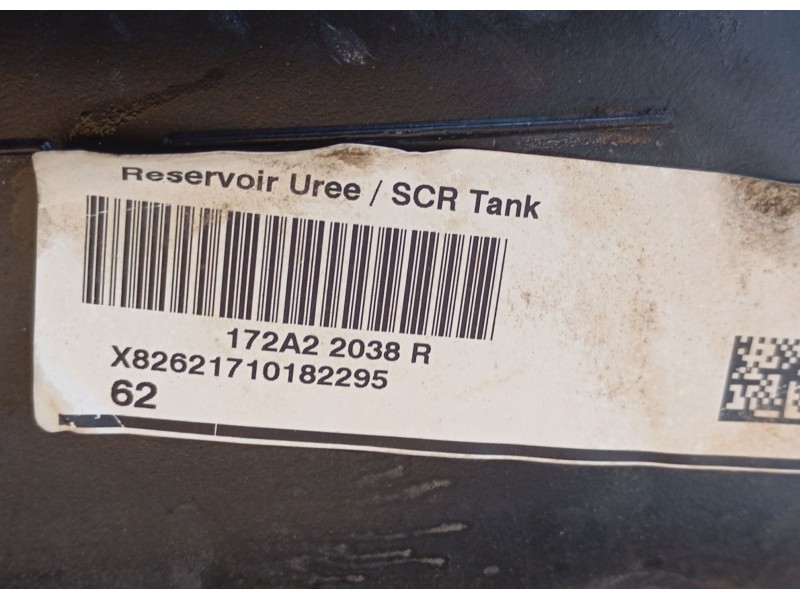 Reservoir Uree / SCR Tank
172A2 2038 R
X82621710182295
62